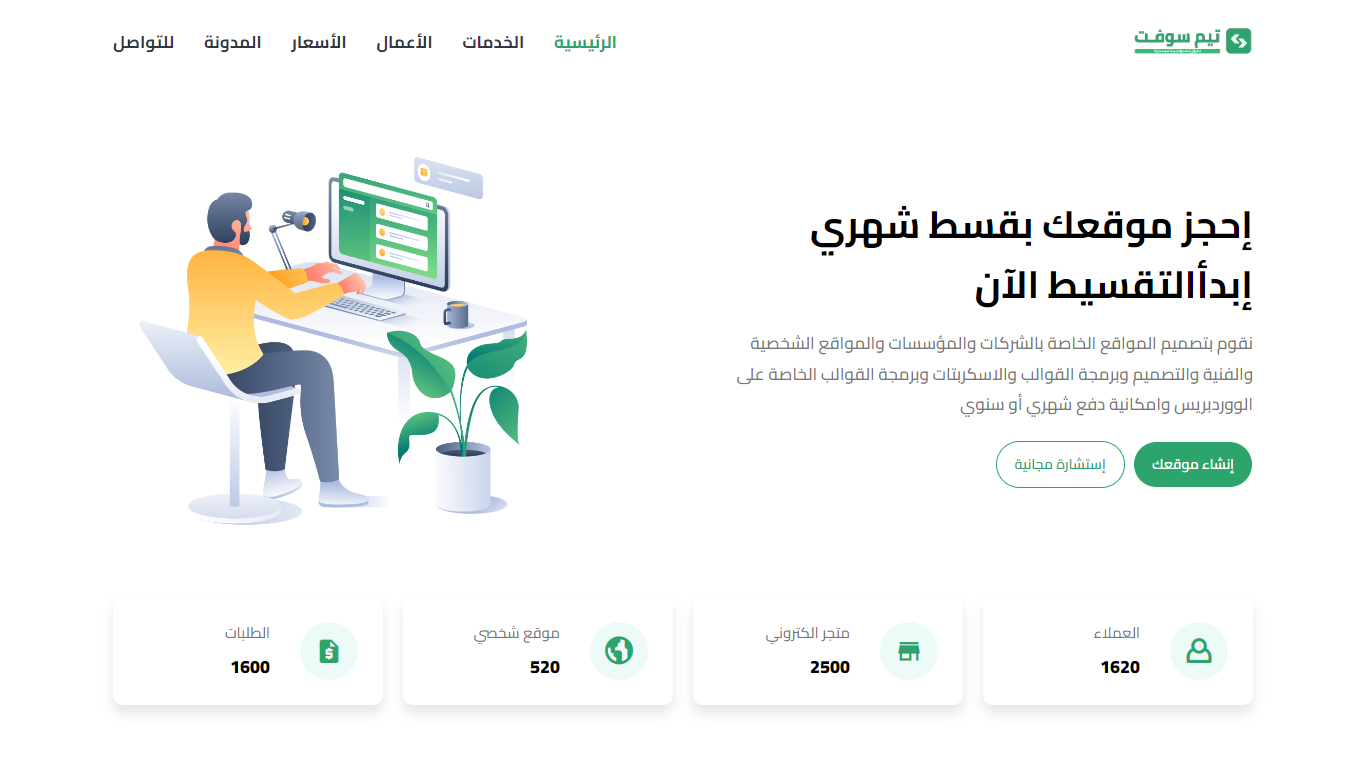 تيم سوفت
الرئيسية
الخدمات
الأعمال
الأسعار
المدونة
للتواصل
إحجز موقعك بقسط شهري
إبدأالتقسيط الآن
نقوم بتصميم المواقع الخاصة بالشركات والمؤسسات والمواقع الشخصية
والفنية والتصميم وبرمجة القوالب والاسكربتات وبرمجة القوالب الخاصة على
الووردبريس وامكانية دفع شهري أو سنوي
إنشاء موقعك
إستشارة مجانية
العملاء
1620
متجر الكتروني
2500
موقع شخصي
520
الطلبات
1600